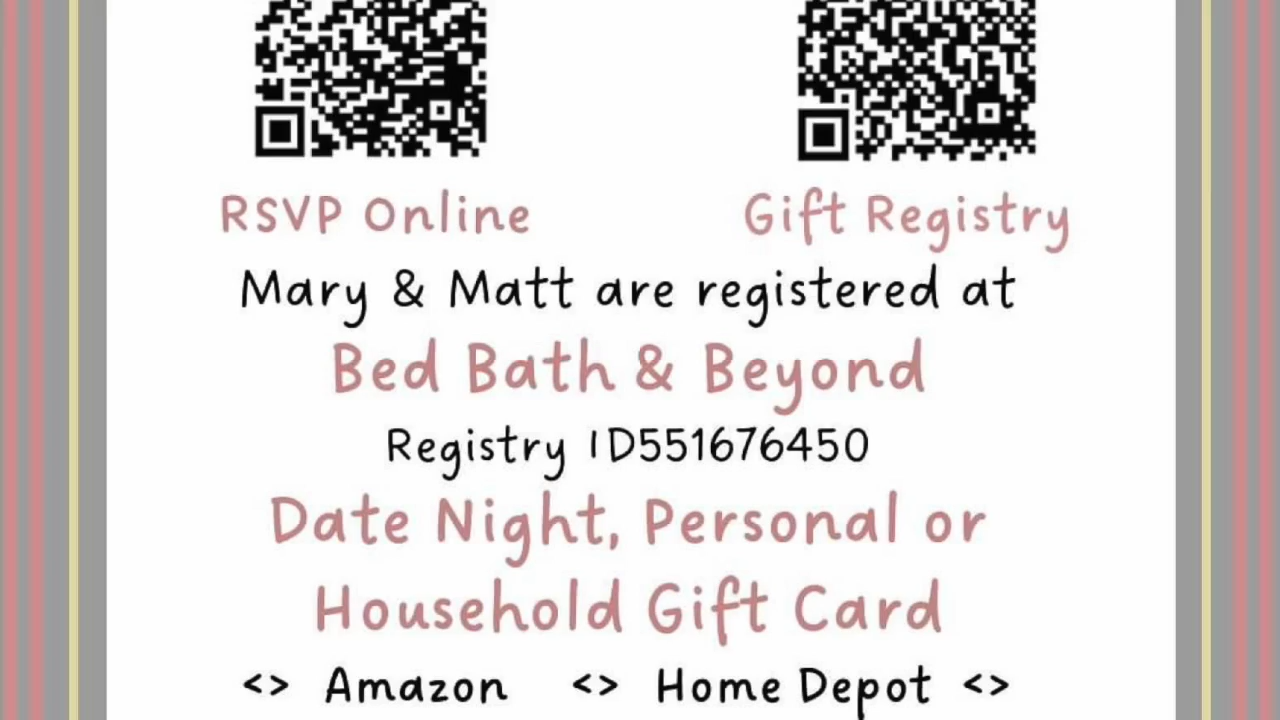 RSVP Online Gift Registry
Mary & Matt are registered at
Bed Bath & Beyond
Registry ID551676450
Date Night, Personal or
Household Gift Card
<> Amazon <> Home Depot <>